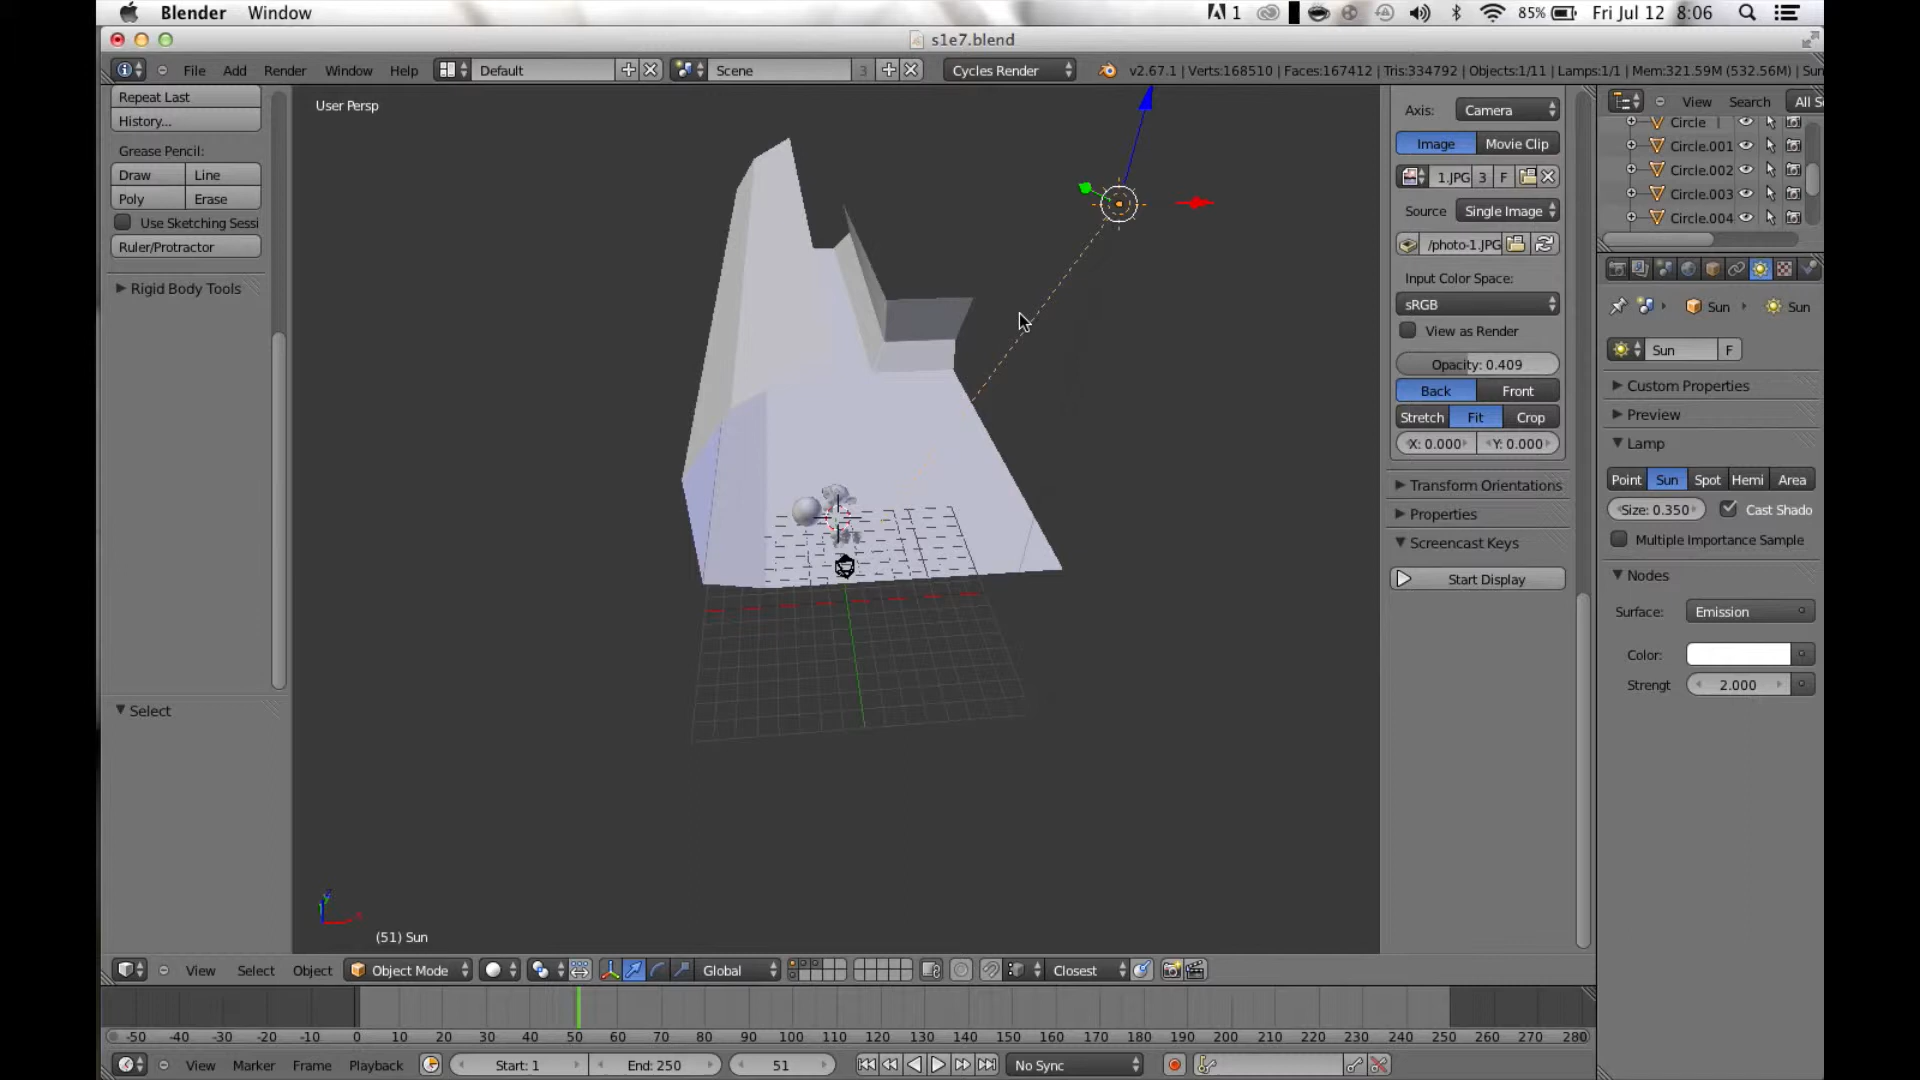 Blender Window 1 85% Fri Jul 12 8:06
s1e7.blend
File Add Render Window Help Default Scene 3 Cycles Render v2.67.1 | Verts:168510 | Faces:167412 | Tris:334792 | Objects:1/11 | Lamps:1/1 | Mem:321.59M (532.56M) | Sun
Repeat Last
History...
Grease Pencil:
Draw Line
Poly Erase
Use Sketching Sessi
Ruler/Protractor
Rigid Body Tools
Select
User Persp
(51) Sun
Axis: Camera
Image Movie Clip
1.JPG 3 F
Source Single Image
/photo-1.JPG
Input Color Space:
sRGB
View as Render
Opacity: 0.409
Back Front
Stretch Fit Crop
X: 0.000 Y: 0.000
Transform Orientations
Properties
Screencast Keys
Start Display
View Search All S
Circle
Circle.001
Circle.002
Circle.003
Circle.004
Sun Sun
Sun F
Custom Properties
Preview
Lamp
Point Sun Spot Hemi Area
Size: 0.350 Cast Shado
Multiple Importance Sample
Nodes
Surface: Emission
Color:
Strengt 2.000
View Select Object Object Mode Global Closest
-50 -40 -30 -20 -10 0 10 20 30 40 50 60 70 80 90 100 110 120 130 140 150 160 170 180 190 200 210 220 230 240 250 260 270 280
View Marker Frame Playback Start: 1 End: 250 51 No Sync